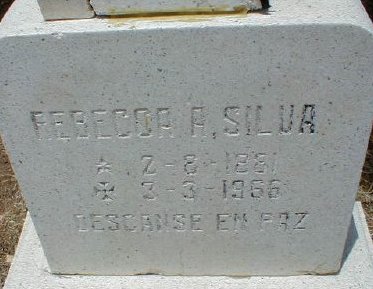 REBECCA A. SILVA
* 2-8-1881
✠ 3-3-1966
DESCANSE EN PAZ